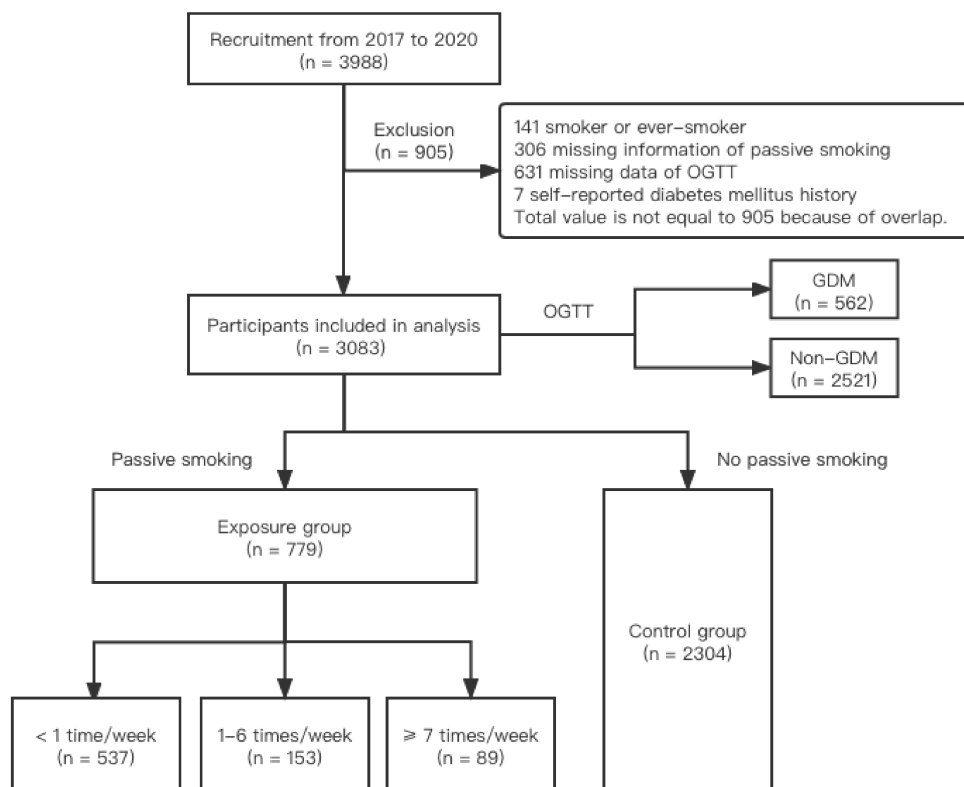 Recruitment from 2017 to 2020
(n = 3988)
Exclusion
(n = 905)
141 smoker or ever-smoker
306 missing information of passive smoking
631 missing data of OGTT
7 self-reported diabetes mellitus history
Total value is not equal to 905 because of overlap.
Participants included in analysis
(n = 3083)
OGTT
GDM
(n = 562)
Non-GDM
(n = 2521)
Passive smoking
No passive smoking
Exposure group
(n = 779)
Control group
(n = 2304)
< 1 time/week
(n = 537)
1-6 times/week
(n = 153)
⩾ 7 times/week
(n = 89)